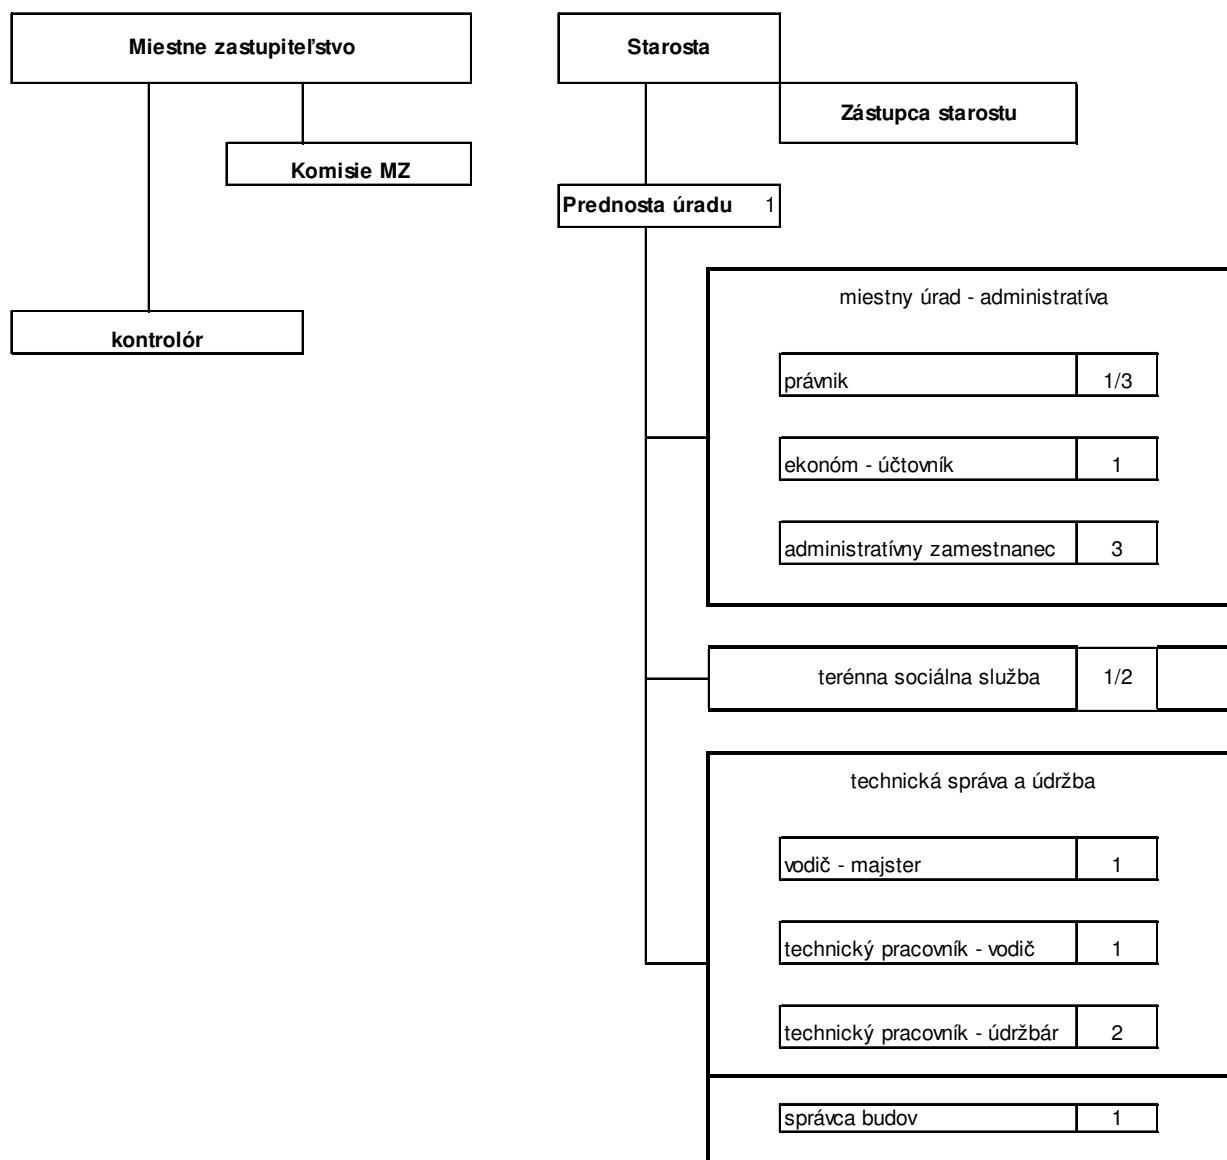 Miestne zastupiteľstvo
Starosta
Zástupca starostu
Komisie MZ
Prednosta úradu 1
kontrolór
miestny úrad - administratíva
právnik 1/3
ekonóm - účtovník 1
administratívny zamestnanec 3
terénna sociálna služba 1/2
technická správa a údržba
vodič - majster 1
technický pracovník - vodič 1
technický pracovník - údržbár 2
správca budov 1